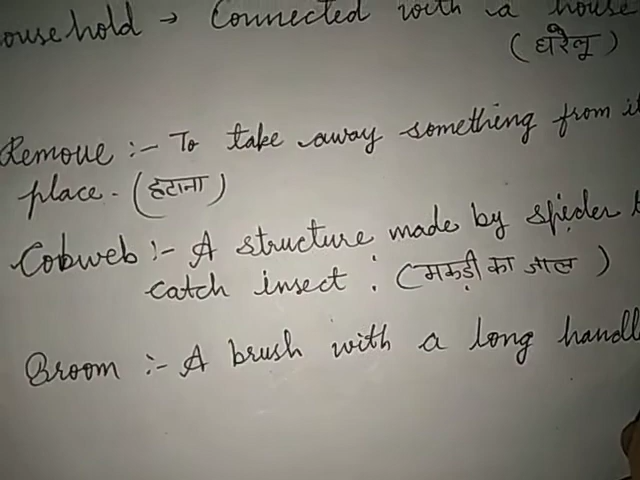 ousehold → Connected with a house
(घरेलू)
Remove :- To take away something from it
place. (हटाना)
Cobweb :- A structure made by spider t
catch insect : (मकड़ी का जाल)
Broom :- A brush with a long handl